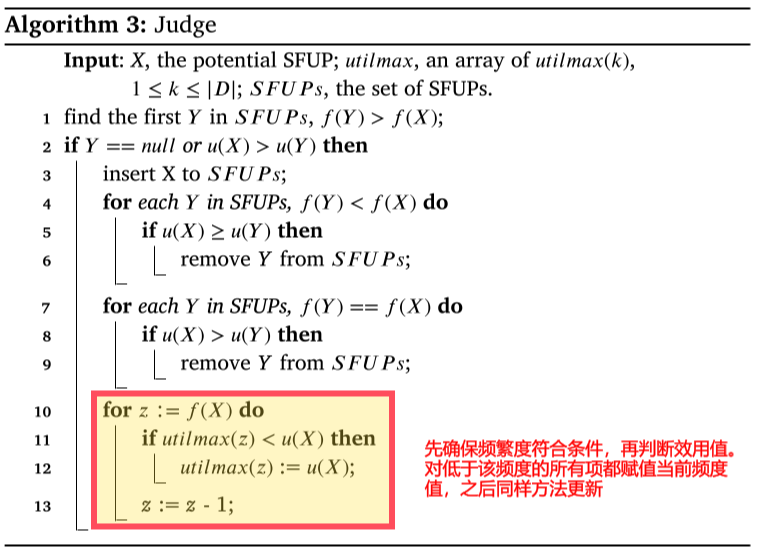 Algorithm 3: Judge
Input: X, the potential SFUP; utilmax, an array of utilmax(k),
1 ≤ k ≤ |D|; SFUPs, the set of SFUPs.
1 find the first Y in SFUPs, f(Y) > f(X);
2 if Y == null or u(X) > u(Y) then
3 insert X to SFUPs;
4 for each Y in SFUPs, f(Y) < f(X) do
5 if u(X) ≥ u(Y) then
6 remove Y from SFUPs;
7 for each Y in SFUPs, f(Y) == f(X) do
8 if u(X) > u(Y) then
9 remove Y from SFUPs;
10 for z := f(X) do
11 if utilmax(z) < u(X) then
12 utilmax(z) := u(X);
13 z := z - 1;
先确保频繁度符合条件，再判断效用值。
对低于该频度的所有项都赋值当前频度
值，之后同样方法更新